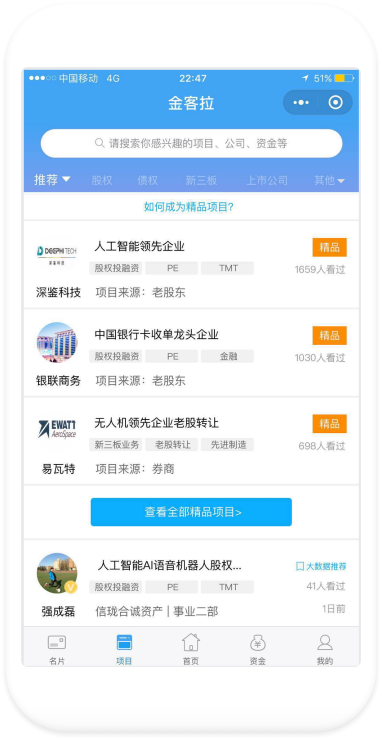 中国移动 4G 22:47 51%
金客拉
请搜索你感兴趣的项目、公司、资金等
推荐 股权 债权 新三板 上市公司 其他
如何成为精品项目?
DEEPHI TECH
深鉴科技
人工智能领先企业 精品
股权投融资 PE TMT 1659人看过
深鉴科技 项目来源：老股东
中国银行卡收单龙头企业 精品
股权投融资 PE 金融 1030人看过
银联商务 项目来源：老股东
EWATT
AeroSpace
无人机领先企业老股转让 精品
新三板业务 老股转让 先进制造 698人看过
易瓦特 项目来源：券商
查看全部精品项目>
人工智能AI语音机器人股权... 大数据推荐
股权投融资 PE TMT 41人看过
V
强成磊 信珑合诚资产 | 事业二部 1日前
名片 项目 首页 资金 我的